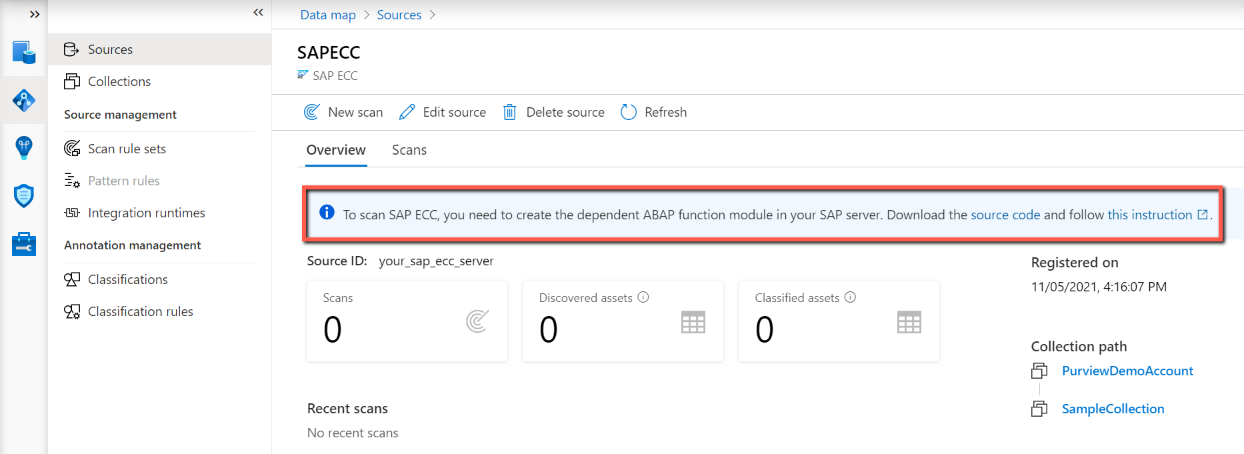 Data map > Sources >
Sources
Collections
Source management
Scan rule sets
Pattern rules
Integration runtimes
Annotation management
Classifications
Classification rules
SAPECC
SAP ECC
New scan Edit source Delete source Refresh
Overview Scans
To scan SAP ECC, you need to create the dependent ABAP function module in your SAP server. Download the source code and follow this instruction.
Source ID: your_sap_ecc_server
Scans
0
Discovered assets
0
Classified assets
0
Recent scans
No recent scans
Registered on
11/05/2021, 4:16:07 PM
Collection path
PurviewDemoAccount
SampleCollection